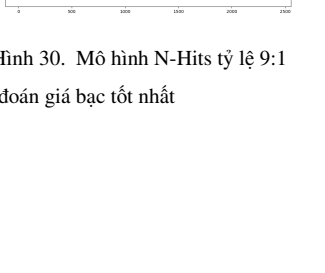 0 500 1000 1500 2000 2500
Hình 30. Mô hình N-Hits tỷ lệ 9:1
đoán giá bạc tốt nhất